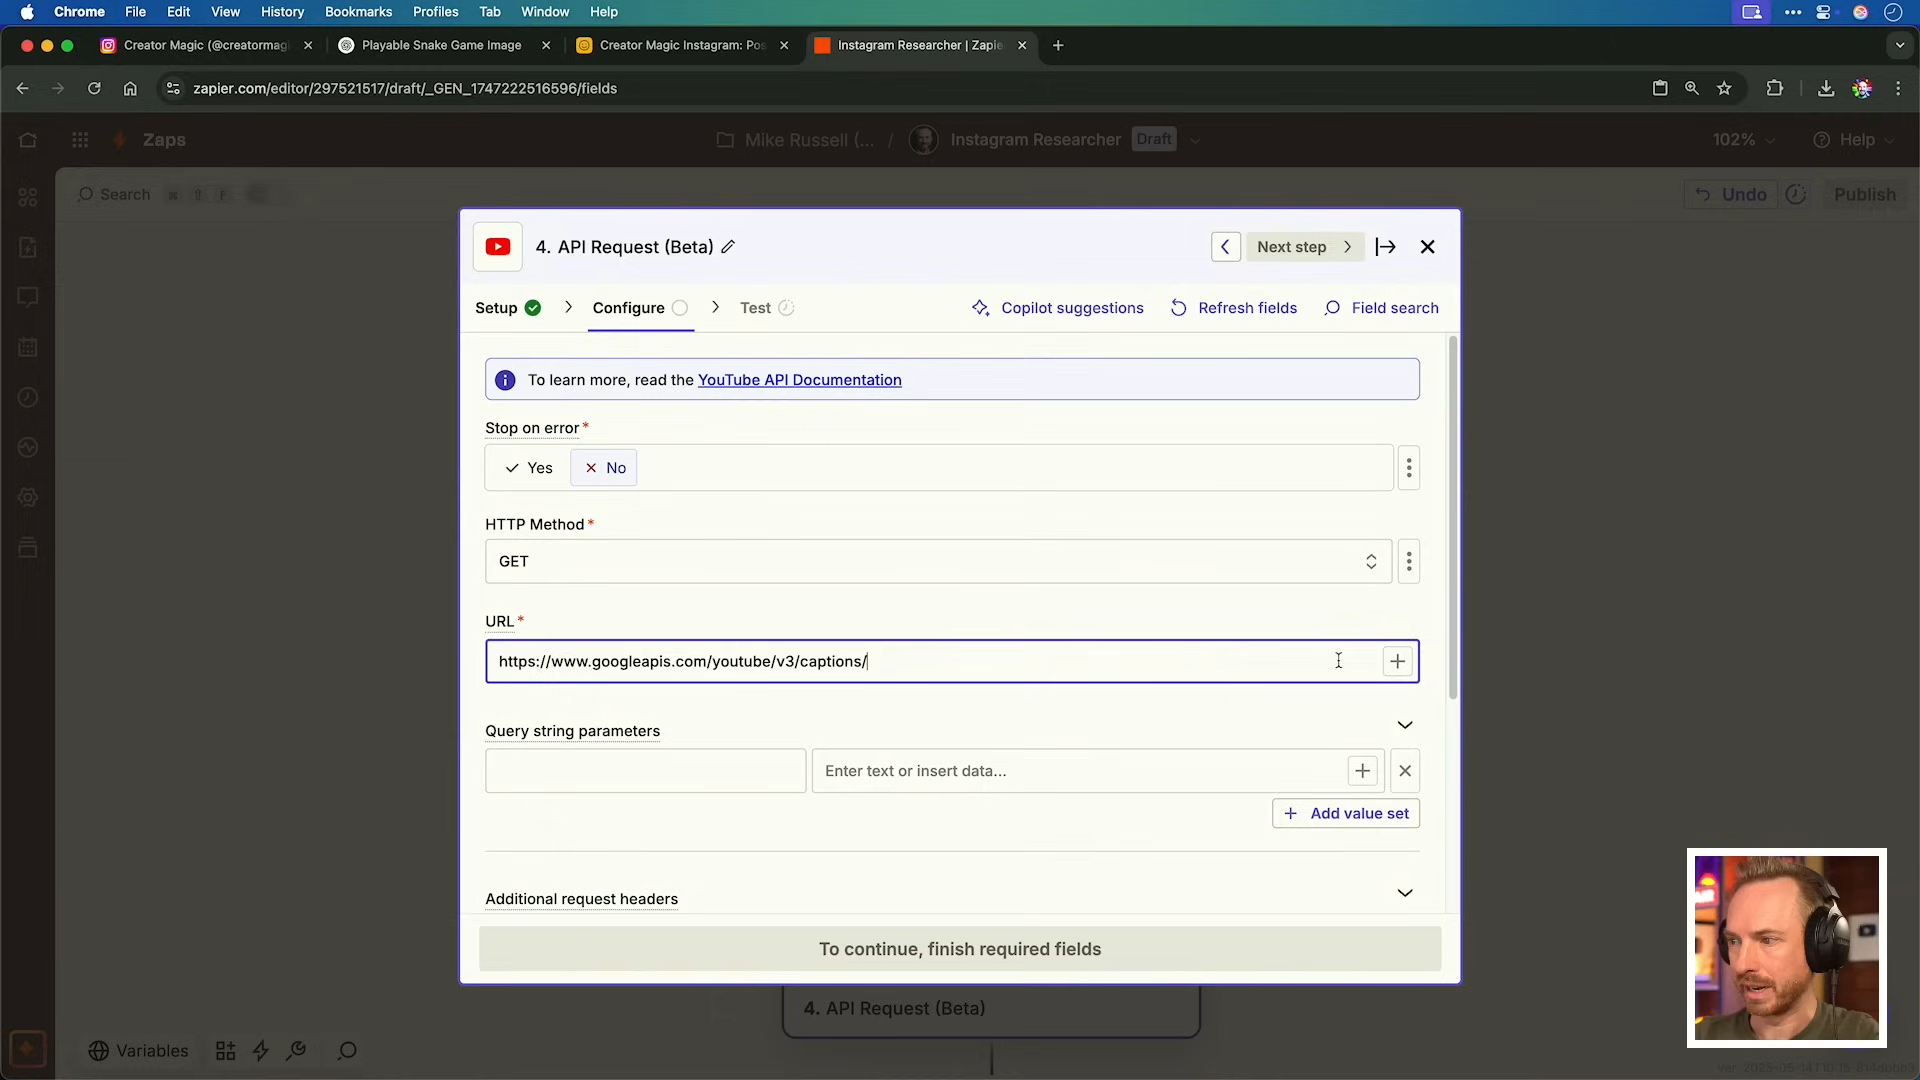 Chrome File Edit View History Bookmarks Profiles Tab Window Help
Creator Magic (@creatormag
Playable Snake Game Image
Creator Magic Instagram: Pos
Instagram Researcher | Zapie
zapier.com/editor/297521517/draft/_GEN_1747222516596/fields
Zaps
Mike Russell (... / Instagram Researcher Draft
102%
Help
Search ⌘ ⇧ F
Undo
Publish
4. API Request (Beta)
Next step
Setup
Configure
Test
Copilot suggestions
Refresh fields
Field search
To learn more, read the YouTube API Documentation
Stop on error*
Yes
No
HTTP Method*
GET
URL*
https://www.googleapis.com/youtube/v3/captions/
Query string parameters
Enter text or insert data...
Add value set
Additional request headers
To continue, finish required fields
4. API Request (Beta)
Variables